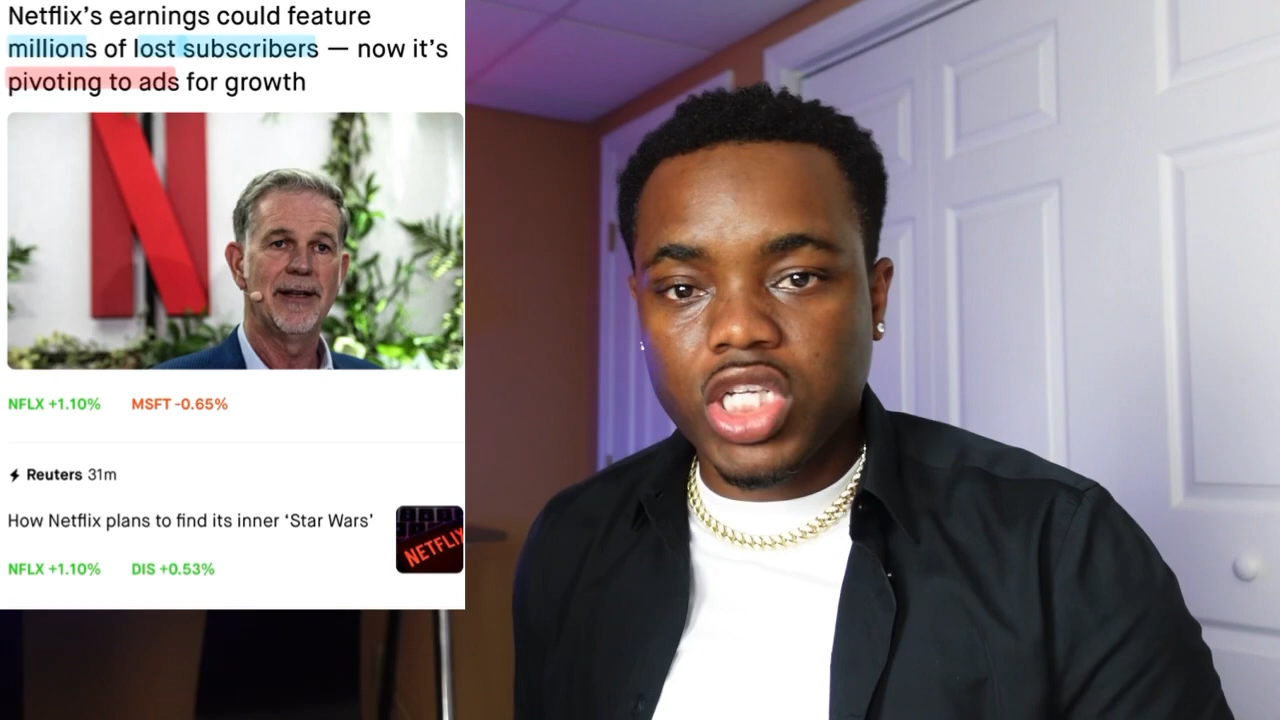 Netflix’s earnings could feature
millions of lost subscribers — now it’s
pivoting to ads for growth
NFLX +1.10% MSFT -0.65%
Reuters 31m
How Netflix plans to find its inner ‘Star Wars’
NETFLIX
NFLX +1.10% DIS +0.53%